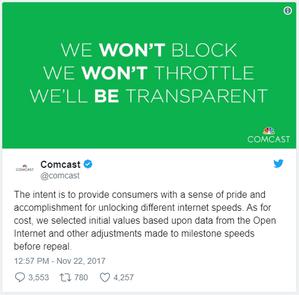 WE WON'T BLOCK
WE WON'T THROTTLE
WE'LL BE TRANSPARENT
COMCAST
COMCAST
Comcast
@comcast
The intent is to provide consumers with a sense of pride and
accomplishment for unlocking different internet speeds. As for
cost, we selected initial values based upon data from the Open
Internet and other adjustments made to milestone speeds
before repeal.
12:57 PM - Nov 22, 2017
3,553 780 4,257